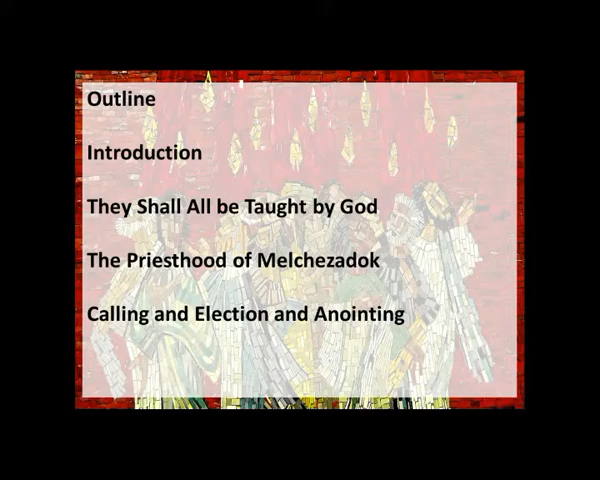 Outline
Introduction
They Shall All be Taught by God
The Priesthood of Melchezadok
Calling and Election and Anointing